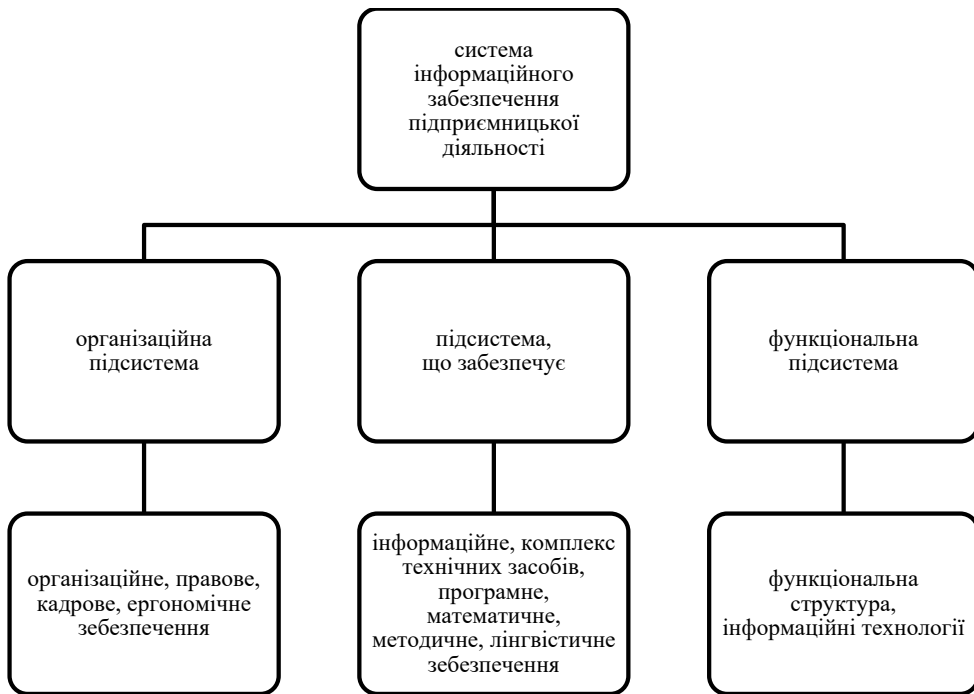 система
інформаційного
забезпечення
підприємницької
діяльності
організаційна
підсистема
підсистема,
що забезпечує
функціональна
підсистема
організаційне, правове,
кадрове, ергономічне
зебезпечення
інформаційне, комплекс
технічних засобів,
програмне,
математичне,
методичне, лінгвістичне
зебезпечення
функціональна
структура,
інформаційні технології